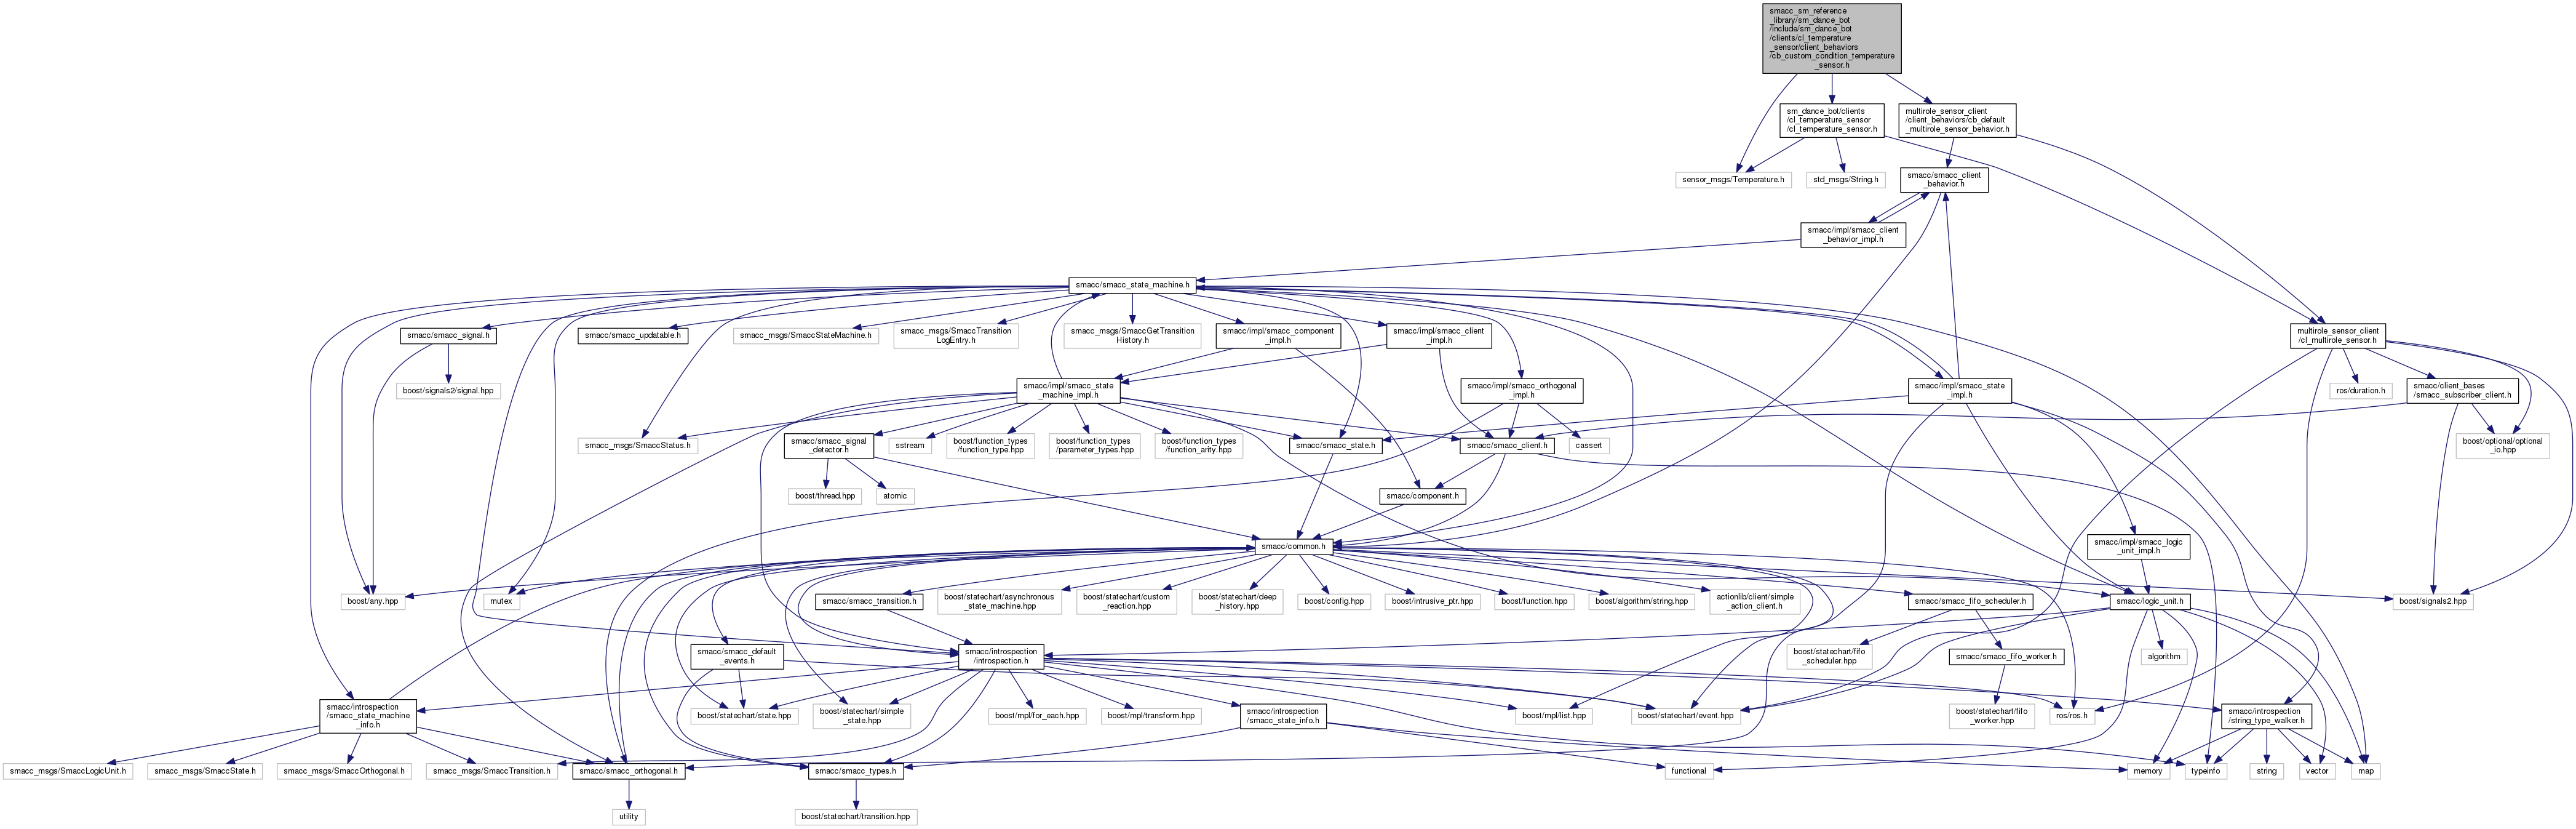 smacc_sm_reference
_library/sm_dance_bot
/include/sm_dance_bot
/clients/cl_temperature
_sensor/client_behaviors
/cb_custom_condition_temperature
_sensor.h
sm_dance_bot/clients
/cl_temperature_sensor
/cl_temperature_sensor.h
multirole_sensor_client
/client_behaviors/cb_default
_multirole_sensor_behavior.h
sensor_msgs/Temperature.h
std_msgs/String.h
smacc/smacc_client
_behavior.h
smacc/impl/smacc_client
_behavior_impl.h
smacc/smacc_state_machine.h
smacc/smacc_signal.h
smacc/smacc_updatable.h
smacc_msgs/SmaccStateMachine.h
smacc_msgs/SmaccTransition
LogEntry.h
smacc_msgs/SmaccGetTransition
History.h
smacc/impl/smacc_component
_impl.h
smacc/impl/smacc_client
_impl.h
multirole_sensor_client
/cl_multirole_sensor.h
boost/signals2/signal.hpp
smacc/impl/smacc_state
_machine_impl.h
smacc/impl/smacc_orthogonal
_impl.h
smacc/impl/smacc_state
_impl.h
ros/duration.h
smacc/client_bases
/smacc_subscriber_client.h
smacc_msgs/SmaccStatus.h
smacc/smacc_signal
_detector.h
sstream
boost/function_types
/function_type.hpp
boost/function_types
/parameter_types.hpp
boost/function_types
/function_arity.hpp
smacc/smacc_state.h
smacc/smacc_client.h
cassert
boost/optional/optional
_io.hpp
boost/thread.hpp
atomic
smacc/component.h
smacc/common.h
smacc/impl/smacc_logic
_unit_impl.h
boost/any.hpp
mutex
smacc/smacc_transition.h
boost/statechart/asynchronous
_state_machine.hpp
boost/statechart/custom
_reaction.hpp
boost/statechart/deep
_history.hpp
boost/config.hpp
boost/intrusive_ptr.hpp
boost/function.hpp
boost/algorithm/string.hpp
actionlib/client/simple
_action_client.h
smacc/smacc_fifo_scheduler.h
smacc/logic_unit.h
boost/signals2.hpp
smacc/smacc_default
_events.h
smacc/introspection
/introspection.h
boost/statechart/fifo
_scheduler.hpp
smacc/smacc_fifo_worker.h
algorithm
smacc/introspection
/smacc_state_machine
_info.h
boost/statechart/state.hpp
boost/statechart/simple
_state.hpp
boost/mpl/for_each.hpp
boost/mpl/transform.hpp
smacc/introspection
/smacc_state_info.h
boost/mpl/list.hpp
boost/statechart/event.hpp
boost/statechart/fifo
_worker.hpp
ros/ros.h
smacc/introspection
/string_type_walker.h
smacc_msgs/SmaccLogicUnit.h
smacc_msgs/SmaccState.h
smacc_msgs/SmaccOrthogonal.h
smacc_msgs/SmaccTransition.h
smacc/smacc_orthogonal.h
smacc/smacc_types.h
functional
memory
typeinfo
string
vector
map
utility
boost/statechart/transition.hpp